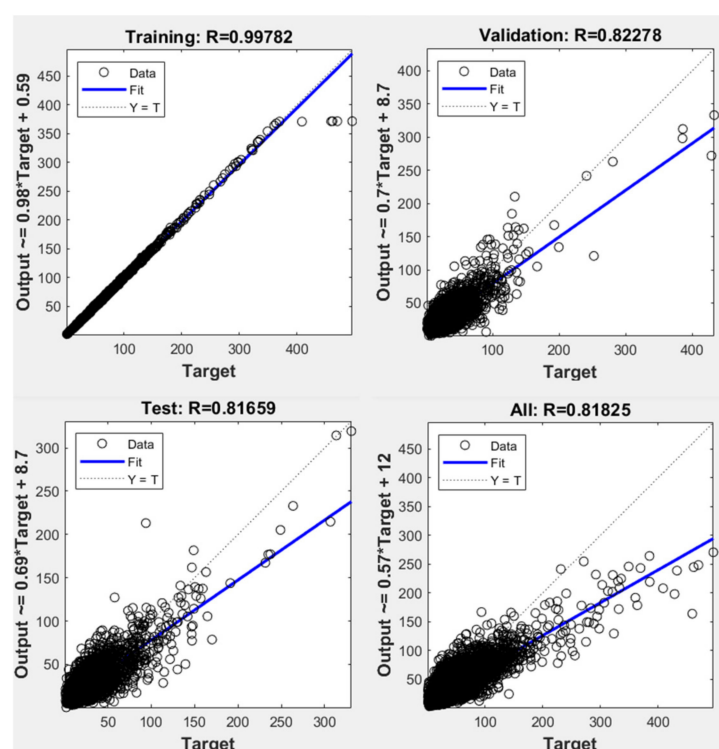 Training: R=0.99782
Output ~= 0.98*Target + 0.59
450
400
350
300
250
200
150
100
50
Data
Fit
Y = T
100
200
300
400
Target
Validation: R=0.82278
Output ~= 0.7*Target + 8.7
400
350
300
250
200
150
100
50
Data
Fit
Y = T
100
200
300
400
Target
Test: R=0.81659
Output ~= 0.69*Target + 8.7
300
250
200
150
100
50
Data
Fit
Y = T
50
100
150
200
250
300
Target
All: R=0.81825
Output ~= 0.57*Target + 12
450
400
350
300
250
200
150
100
50
Data
Fit
Y = T
100
200
300
400
Target